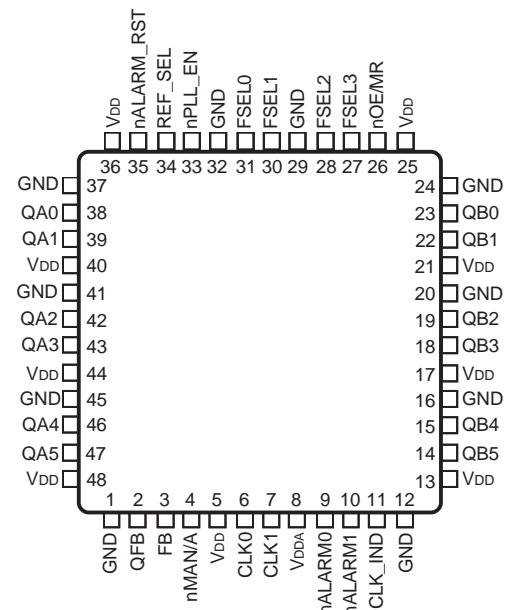 VDD
nALARM_RST
REF_SEL
nPLL_EN
GND
FSEL0
FSEL1
GND
FSEL2
FSEL3
nOE/MR
VDD
36 35 34 33 32 31 30 29 28 27 26 25
GND 37
QA0 38
QA1 39
VDD 40
GND 41
QA2 42
QA3 43
VDD 44
GND 45
QA4 46
QA5 47
VDD 48
24 GND
23 QB0
22 QB1
21 VDD
20 GND
19 QB2
18 QB3
17 VDD
16 GND
15 QB4
14 QB5
13 VDD
1 2 3 4 5 6 7 8 9 10 11 12
GND
QFB
FB
nMAN/A
VDD
CLK0
CLK1
VDDA
nALARM0
nALARM1
CLK_IND
GND